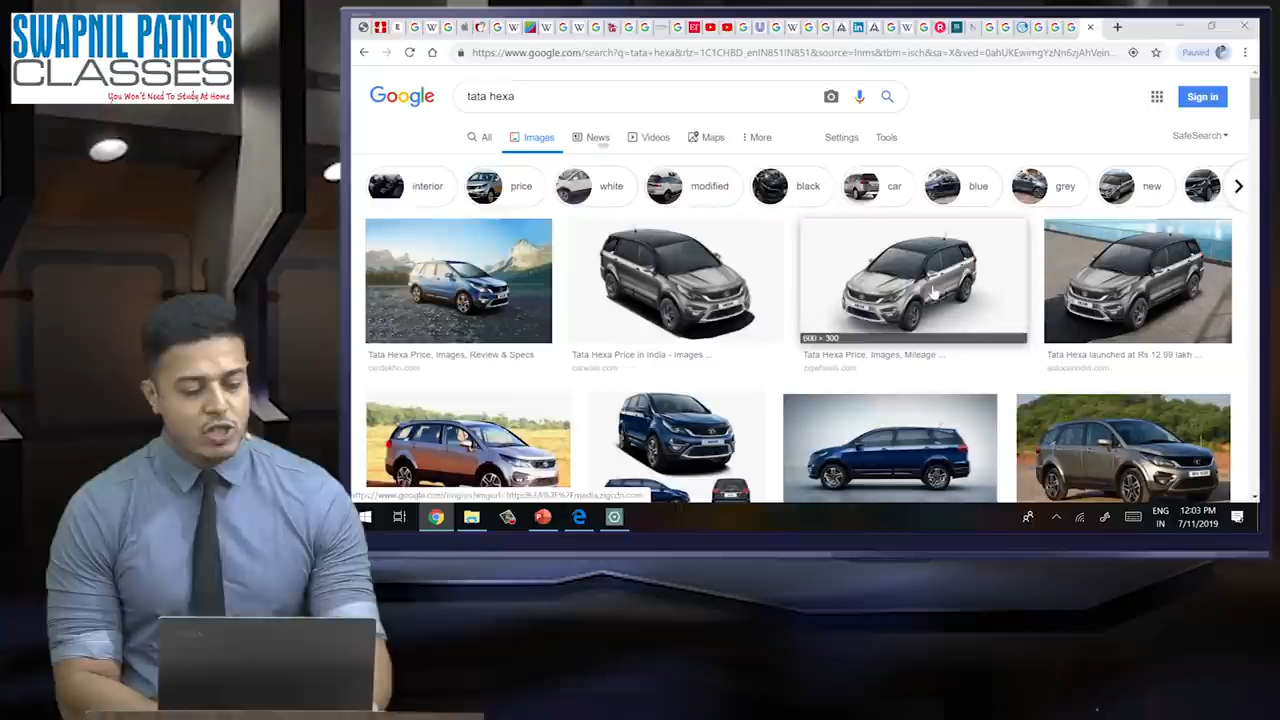 SWAPNIL PATNI'S
CLASSES
You Won't Need To Study At Home
https://www.google.com/search?q=tata+hexa&rlz=1C1CHBD_enIN851IN851&source=lnms&tbm=isch&sa=X&ved=
Paused
Google
tata hexa
Sign in
All
Images
News
Videos
Maps
More
Settings
Tools
SafeSearch
interior
price
white
modified
black
car
blue
grey
new
600 × 300
Tata Hexa Price, Images, Review & Specs
cardekho.com
Tata Hexa Price in India - Images ...
carwale.com
Tata Hexa Price, Images, Mileage ...
zigwheels.com
Tata Hexa launched at Rs 12.99 lakh ...
autocarindia.com
ENG
IN
12:03 PM
7/11/2019